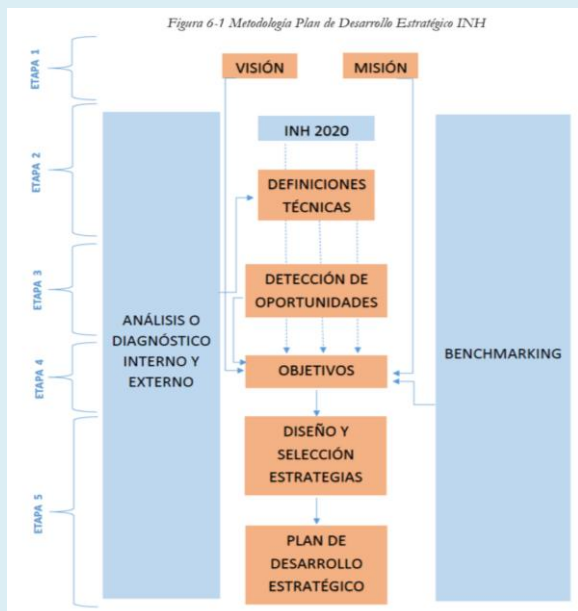 Figura 6-1 Metodología Plan de Desarrollo Estratégico INH
ETAPA 1
VISIÓN
MISIÓN
ETAPA 2
INH 2020
DEFINICIONES
TÉCNICAS
ETAPA 3
DETECCIÓN DE
OPORTUNIDADES
ANÁLISIS O
DIAGNÓSTICO
INTERNO Y
EXTERNO
BENCHMARKING
ETAPA 4
OBJETIVOS
ETAPA 5
DISEÑO Y
SELECCIÓN
ESTRATEGIAS
PLAN DE
DESARROLLO
ESTRATÉGICO